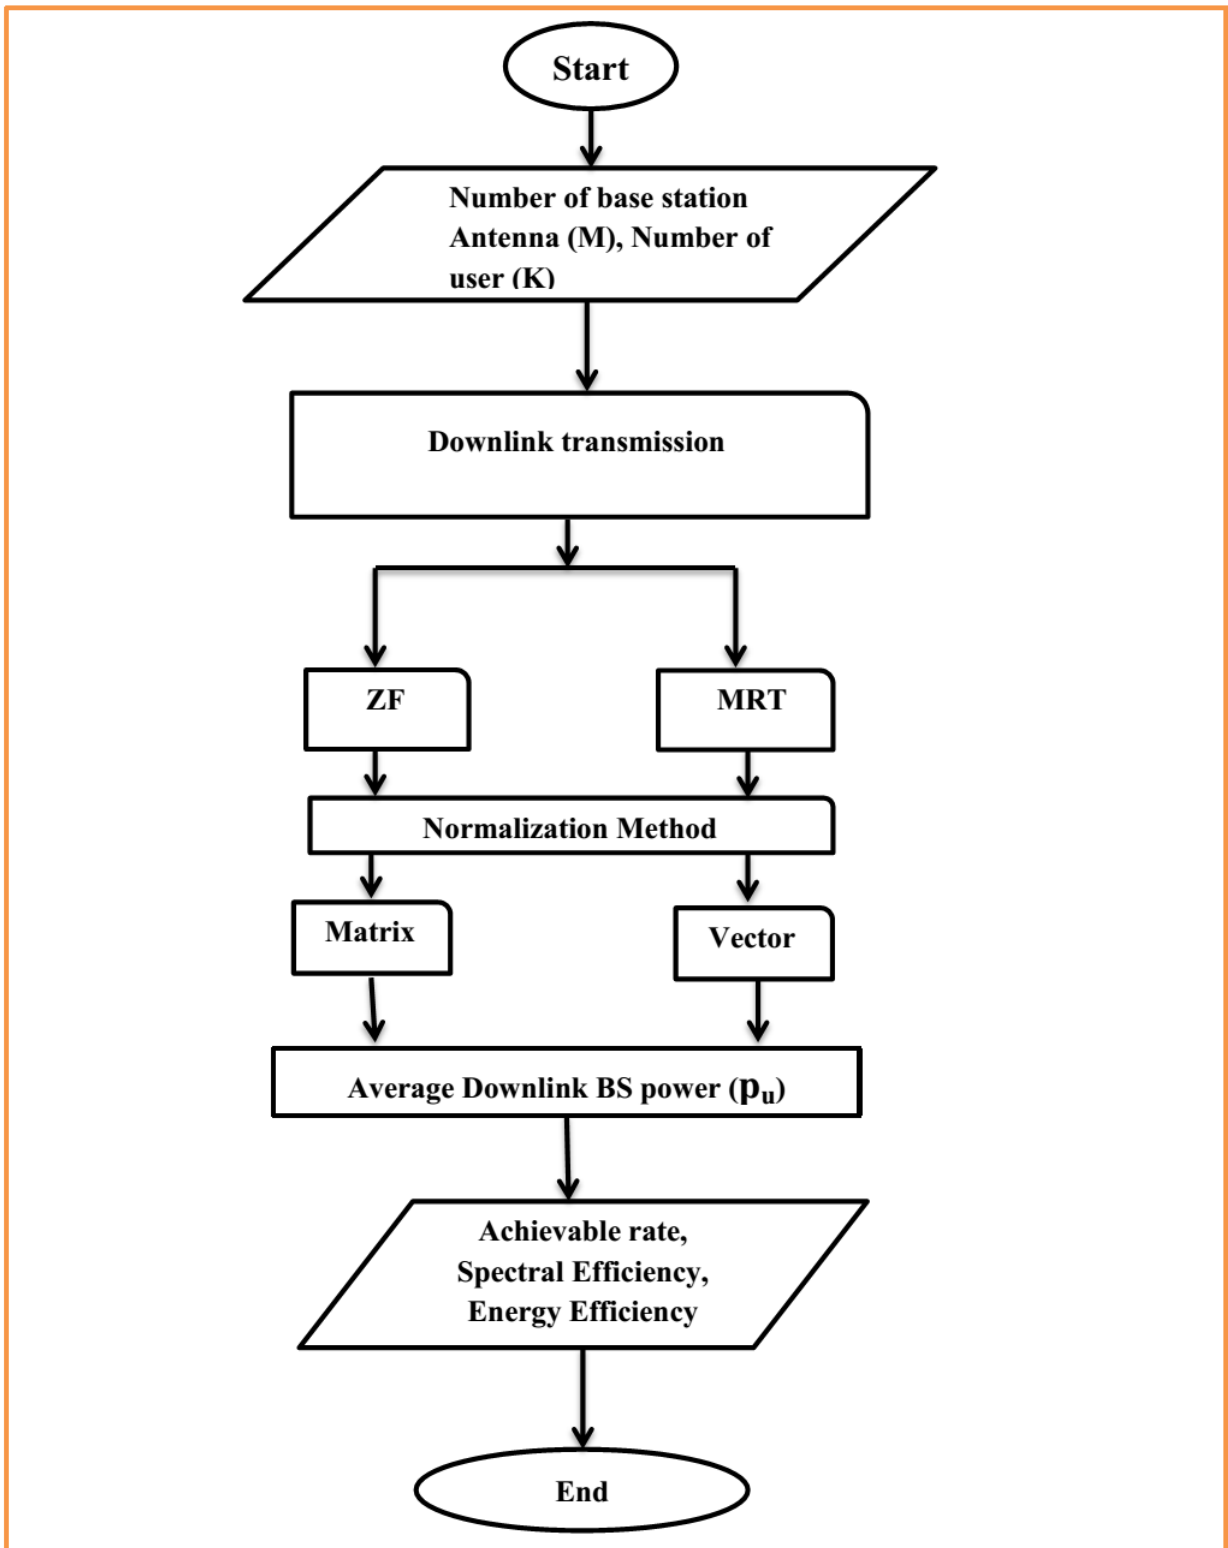 Start
Number of base station
Antenna (M), Number of
user (K)
Downlink transmission
ZF
MRT
Normalization Method
Matrix
Vector
Average Downlink BS power (pᵤ)
Achievable rate,
Spectral Efficiency,
Energy Efficiency
End